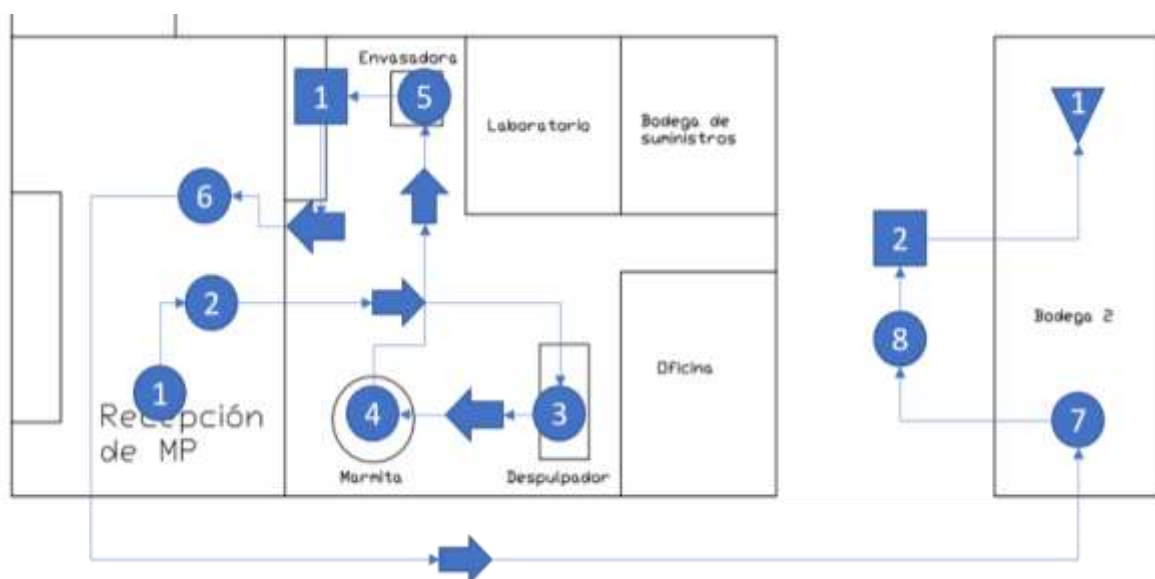 Envasadora
1
5
Laboratorio
Bodega de
suministros
1
6
2
2
Bodega 2
8
1
Oficina
Recepción
de MP
4
3
7
Marmita
Despulpador